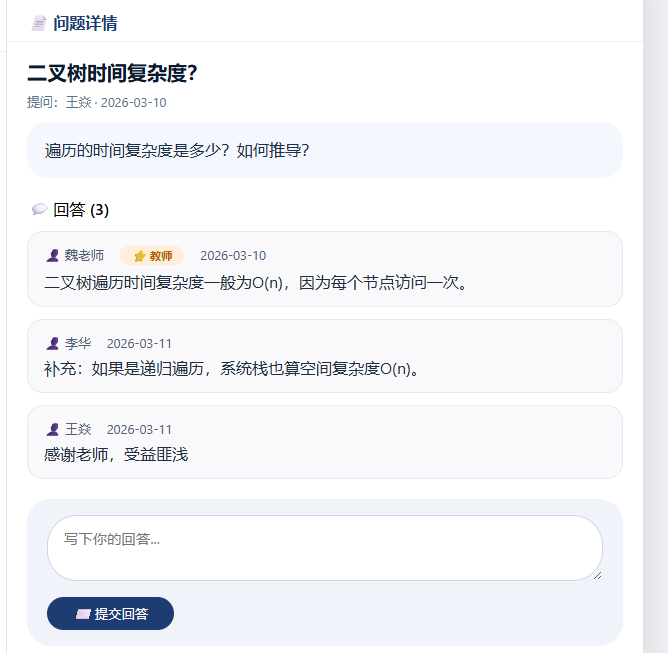 问题详情
二叉树时间复杂度？
提问：王焱 · 2026-03-10
遍历的时间复杂度是多少？如何推导？
回答 (3)
魏老师 教师 2026-03-10
二叉树遍历时间复杂度一般为O(n)，因为每个节点访问一次。
李华 2026-03-11
补充：如果是递归遍历，系统栈也算空间复杂度O(n)。
王焱 2026-03-11
感谢老师，受益匪浅
写下你的回答...
提交回答